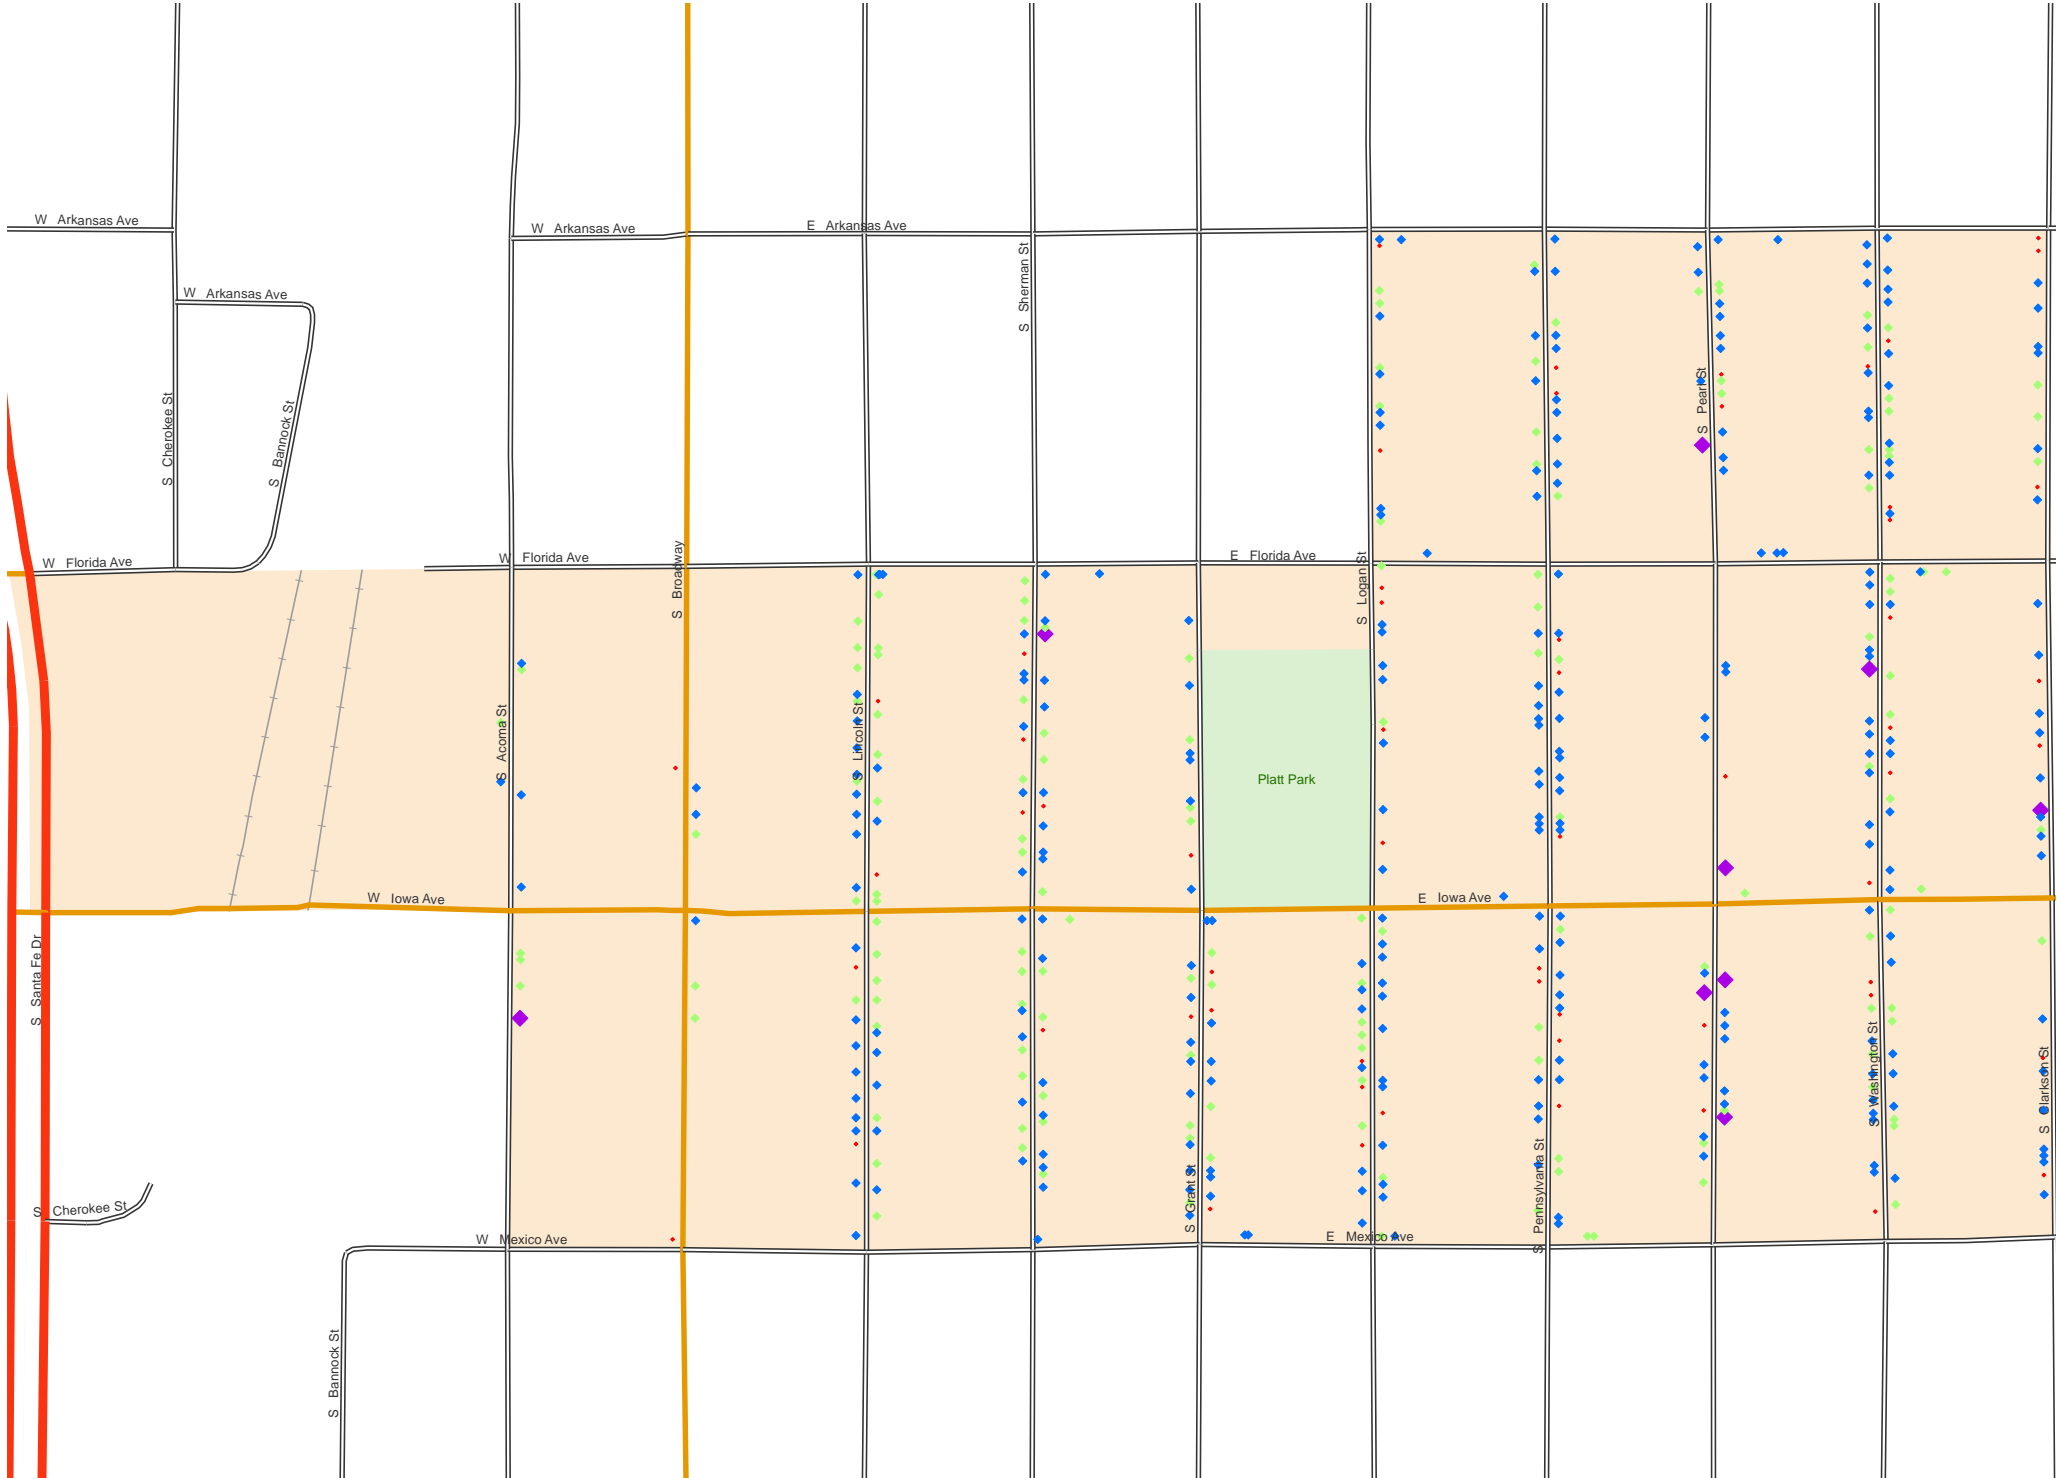 W Arkansas Ave
W Arkansas Ave
E Arkansas Ave
S Sherman St
W Arkansas Ave
S Cherokee St
S Bannock St
S Pearl St
W Florida Ave
W Florida Ave
E Florida Ave
S Broadway
S Logan St
S Acoma St
S Lincoln St
Platt Park
W Iowa Ave
E Iowa Ave
S Santa Fe Dr
S Washington St
S Clarkson St
S Grant St
S Pennsylvania St
S Cherokee St
W Mexico Ave
E Mexico Ave
S Bannock St